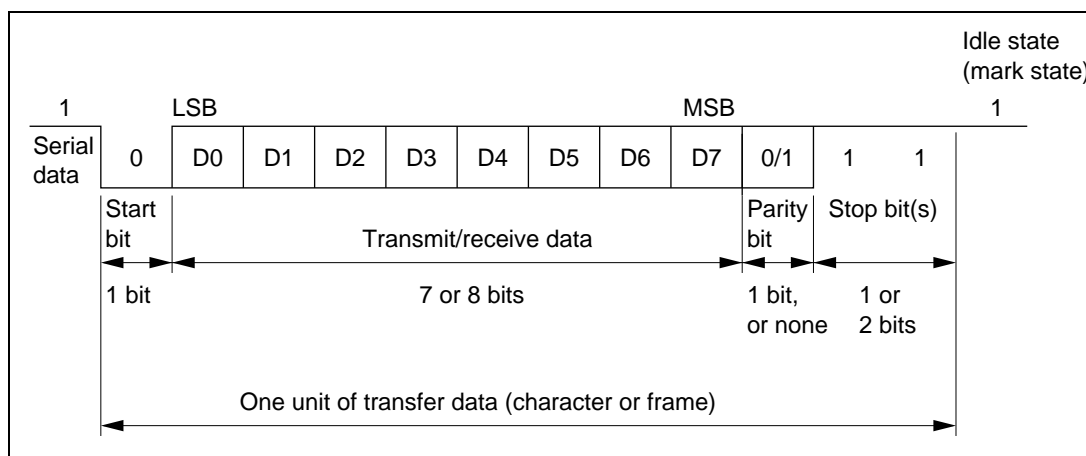 Idle state
(mark state)
1 LSB MSB 1
Serial
data
0 D0 D1 D2 D3 D4 D5 D6 D7 0/1 1 1
Start
bit
Transmit/receive data
Parity
bit
Stop bit(s)
1 bit
7 or 8 bits
1 bit,
or none
1 or
2 bits
One unit of transfer data (character or frame)